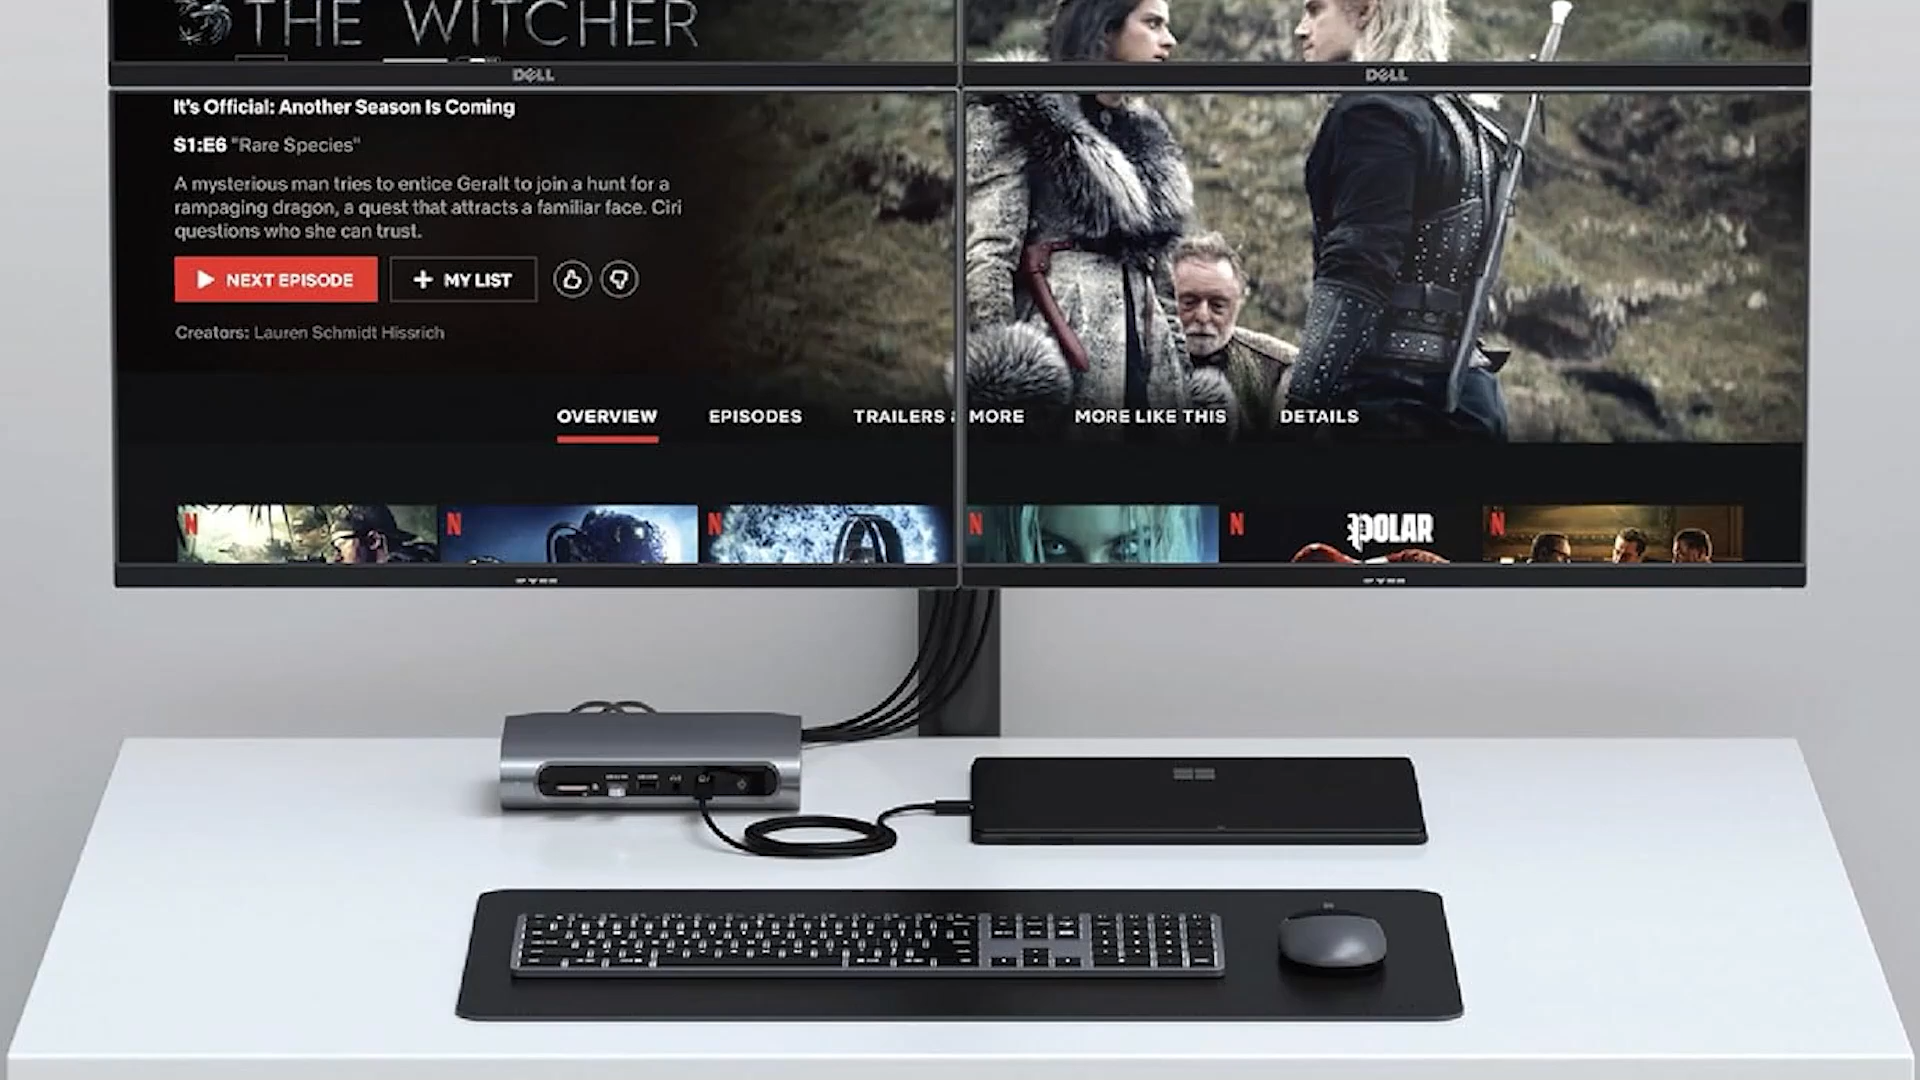 THE WITCHER
DELL
DELL
It's Official: Another Season Is Coming
S1:E6 "Rare Species"
A mysterious man tries to entice Geralt to join a hunt for a
rampaging dragon, a quest that attracts a familiar face. Ciri
questions who she can trust.
NEXT EPISODE
MY LIST
Creators: Lauren Schmidt Hissrich
OVERVIEW
EPISODES
TRAILERS & MORE
MORE LIKE THIS
DETAILS
N
N
N
N
N
POLAR
N